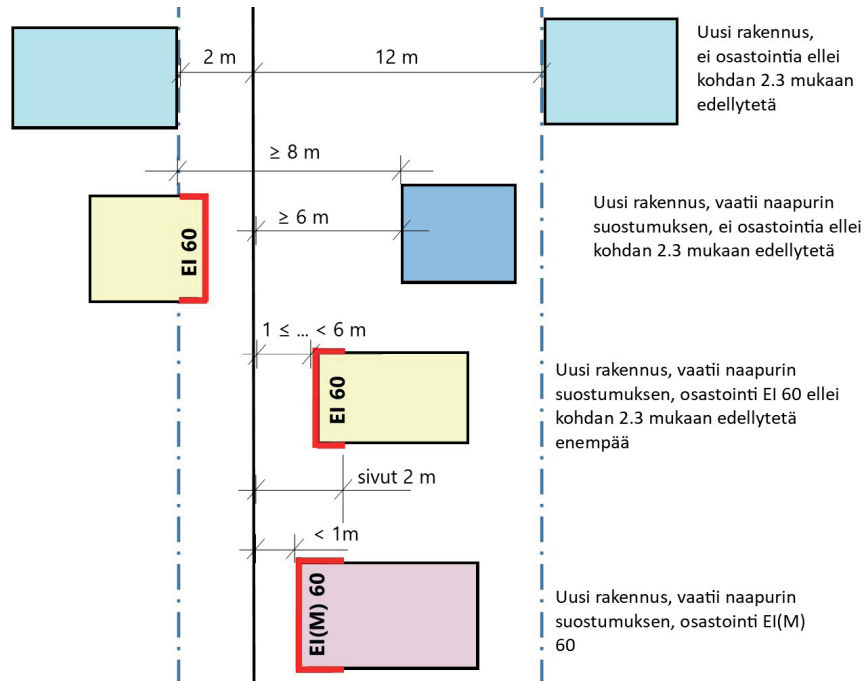 2 m
12 m
Uusi rakennus,
ei osastointia ellei
kohdan 2.3 mukaan
edellytetä
≥ 8 m
EI 60
≥ 6 m
Uusi rakennus, vaatii naapurin
suostumuksen, ei osastointia ellei
kohdan 2.3 mukaan edellytetä
1 ≤ ... < 6 m
EI 60
Uusi rakennus, vaatii naapurin
suostumuksen, osastointi EI 60 ellei
kohdan 2.3 mukaan edellytetä
enempää
sivut 2 m
< 1m
EI(M) 60
Uusi rakennus, vaatii naapurin
suostumuksen, osastointi EI(M)
60